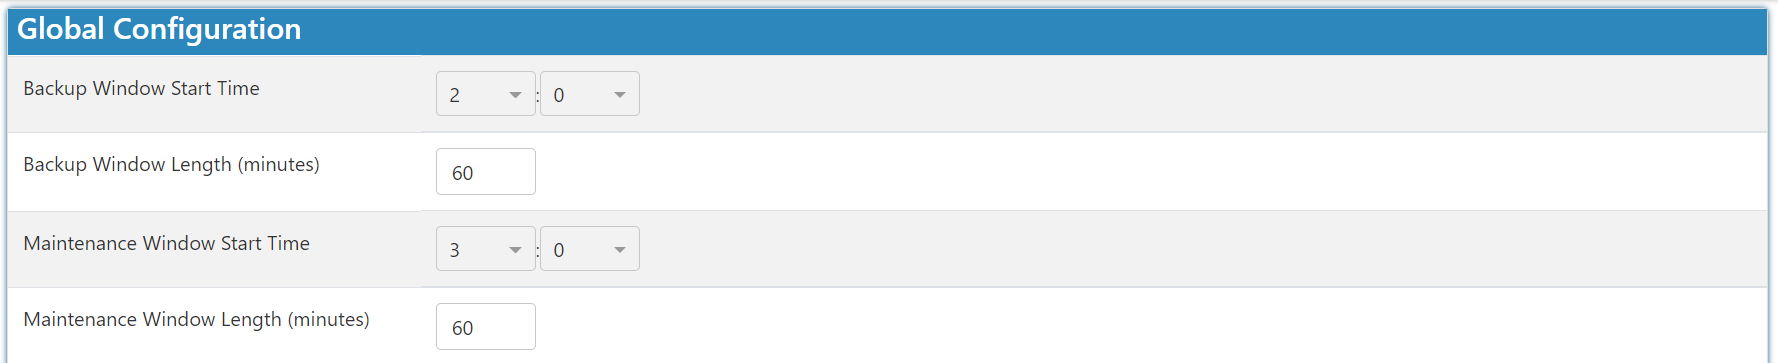 Global Configuration
Backup Window Start Time 2 : 0
Backup Window Length (minutes) 60
Maintenance Window Start Time 3 : 0
Maintenance Window Length (minutes) 60